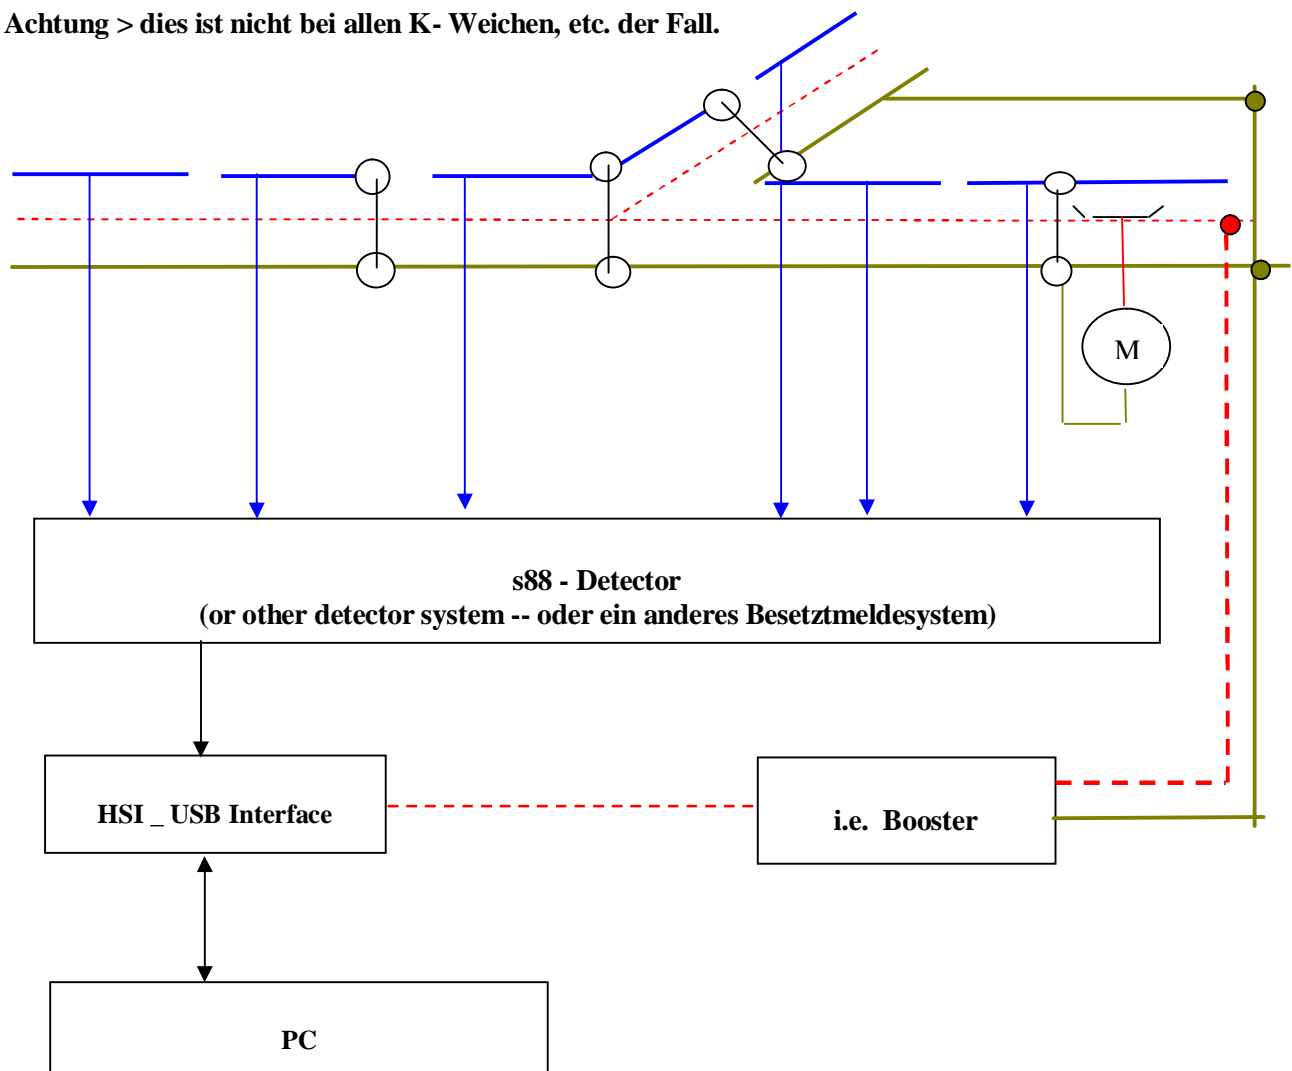 Achtung > dies ist nicht bei allen K- Weichen, etc. der Fall.
M
s88 - Detector
(or other detector system -- oder ein anderes Besetztmeldesystem)
HSI _ USB Interface
i.e. Booster
PC